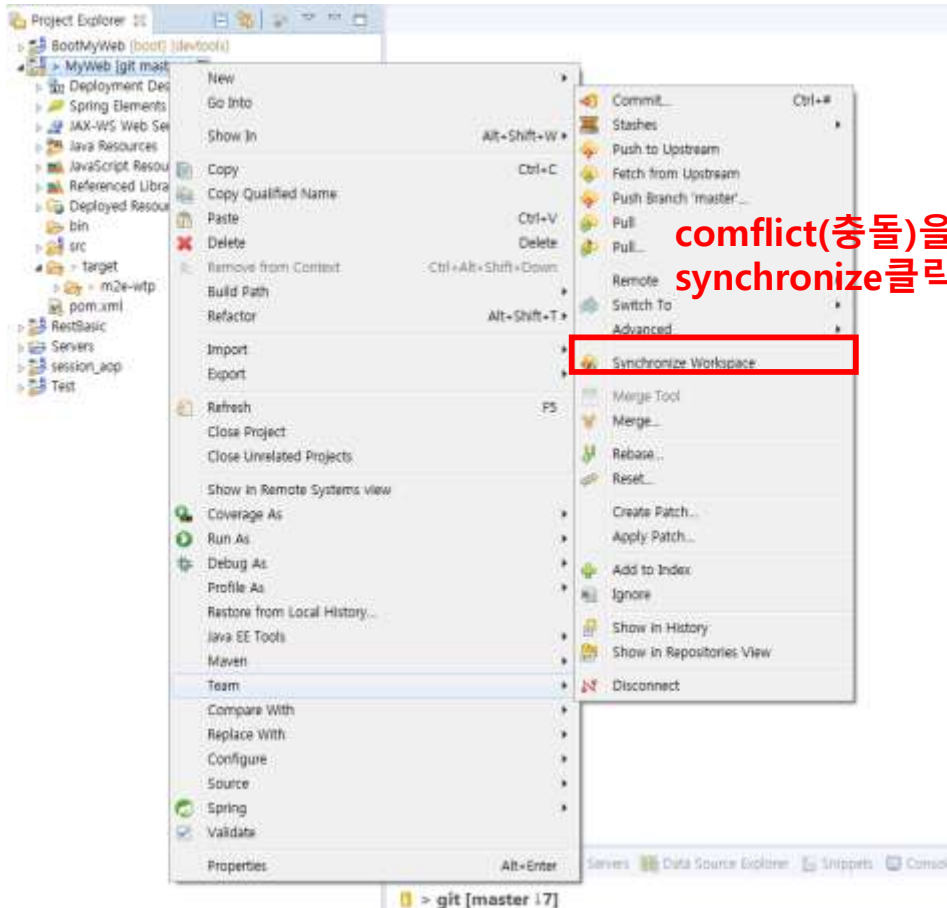 Project Explorer
BootMyWeb [boot] [devtools]
> MyWeb [git mast
Deployment Des
Spring Elements
JAX-WS Web Se
Java Resources
JavaScript Resou
Referenced Libra
Deployed Resour
bin
src
> target
> m2e-wtp
pom.xml
RestBasic
Servers
session_aop
Test
New
Go Into
Show In Alt+Shift+W
Copy Ctrl+C
Copy Qualified Name
Paste Ctrl+V
Delete Delete
Remove from Context Ctrl+Alt+Shift+Down
Build Path
Refactor Alt+Shift+T
Import
Export
Refresh F5
Close Project
Close Unrelated Projects
Show in Remote Systems view
Coverage As
Run As
Debug As
Profile As
Restore from Local History...
Java EE Tools
Maven
Team
Compare With
Replace With
Configure
Source
Spring
Validate
Properties Alt+Enter
Commit... Ctrl+#
Stashes
Push to Upstream
Fetch from Upstream
Push Branch 'master'...
Pull
Pull...
Remote
Switch To
Advanced
Synchronize Workspace
Merge Tool
Merge...
Rebase...
Reset...
Create Patch...
Apply Patch...
Add to Index
Ignore
Show in History
Show in Repositories View
Disconnect
comflict(충돌)을
synchronize클릭
Servers Data Source Explorer Snippets Consol
> git [master ↓7]